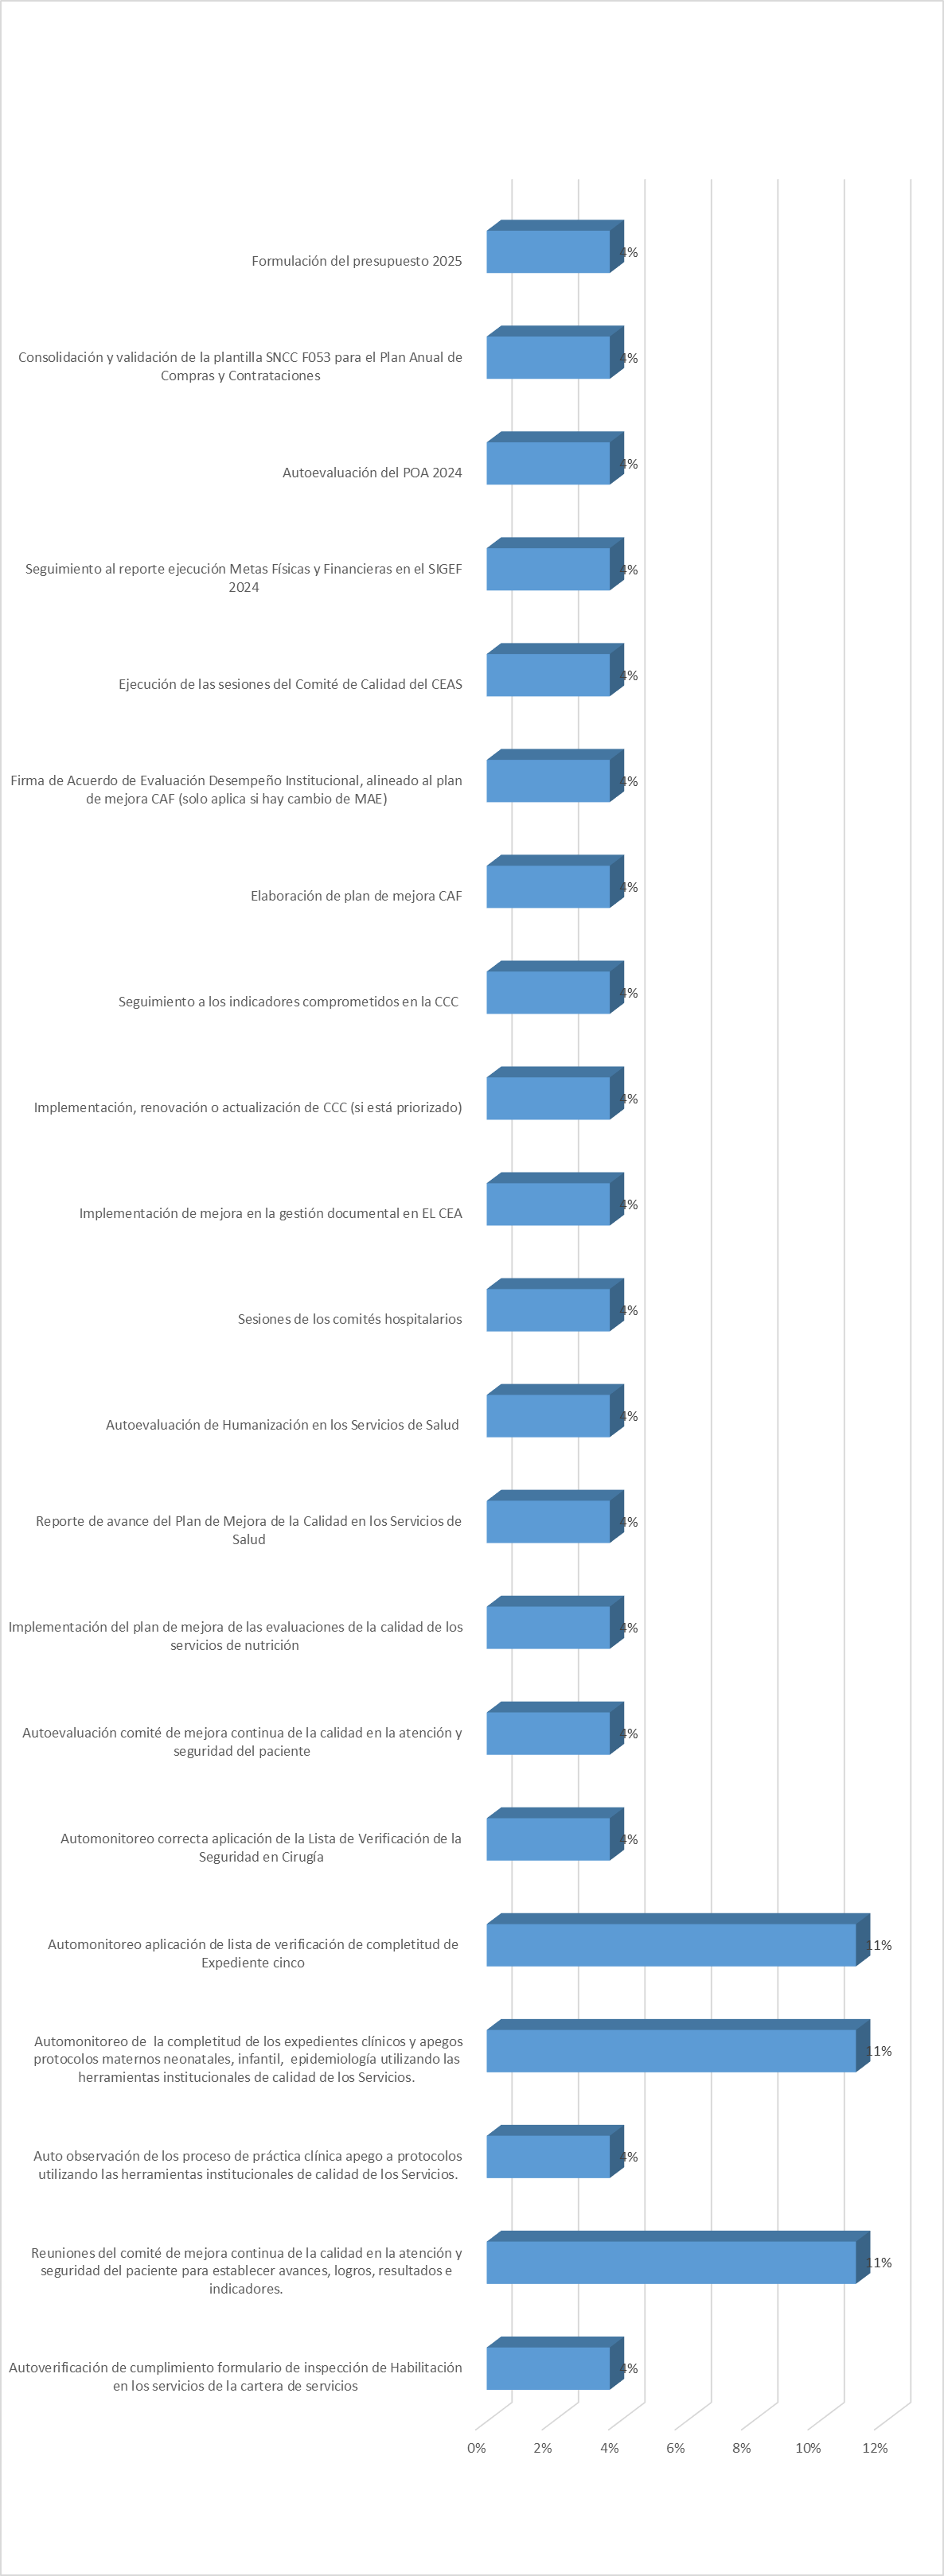 Formulación del presupuesto 2025
4%
Consolidación y validación de la plantilla SNCC F053 para el Plan Anual de
Compras y Contrataciones
4%
Autoevaluación del POA 2024
4%
Seguimiento al reporte ejecución Metas Físicas y Financieras en el SIGEF
2024
4%
Ejecución de las sesiones del Comité de Calidad del CEAS
4%
Firma de Acuerdo de Evaluación Desempeño Institucional, alineado al plan
de mejora CAF (solo aplica si hay cambio de MAE)
4%
Elaboración de plan de mejora CAF
4%
Seguimiento a los indicadores comprometidos en la CCC
4%
Implementación, renovación o actualización de CCC (si está priorizado)
4%
Implementación de mejora en la gestión documental en EL CEA
4%
Sesiones de los comités hospitalarios
4%
Autoevaluación de Humanización en los Servicios de Salud
4%
Reporte de avance del Plan de Mejora de la Calidad en los Servicios de
Salud
4%
Implementación del plan de mejora de las evaluaciones de la calidad de los
servicios de nutrición
4%
Autoevaluación comité de mejora continua de la calidad en la atención y
seguridad del paciente
4%
Automonitoreo correcta aplicación de la Lista de Verificación de la
Seguridad en Cirugía
4%
Automonitoreo aplicación de lista de verificación de completitud de
Expediente cinco
11%
Automonitoreo de  la completitud de los expedientes clínicos y apegos
protocolos maternos neonatales, infantil,  epidemiología utilizando las
herramientas institucionales de calidad de los Servicios.
11%
Auto observación de los proceso de práctica clínica apego a protocolos
utilizando las herramientas institucionales de calidad de los Servicios.
4%
Reuniones del comité de mejora continua de la calidad en la atención y
seguridad del paciente para establecer avances, logros, resultados e
indicadores.
11%
Autoverificación de cumplimiento formulario de inspección de Habilitación
en los servicios de la cartera de servicios
4%
0% 2% 4% 6% 8% 10% 12%